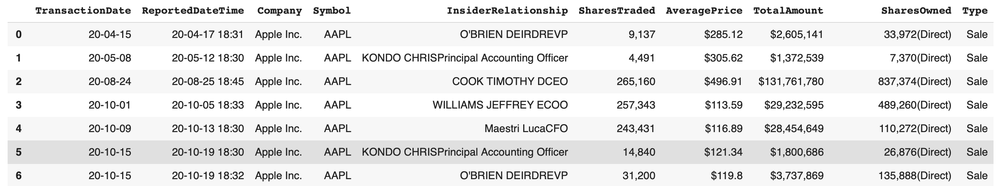 TransactionDate ReportedDateTime Company Symbol InsiderRelationship SharesTraded AveragePrice TotalAmount SharesOwned Type
0 20-04-15 20-04-17 18:31 Apple Inc. AAPL O'BRIEN DEIRDREVP 9,137 $285.12 $2,605,141 33,972(Direct) Sale
1 20-05-08 20-05-12 18:30 Apple Inc. AAPL KONDO CHRISPrincipal Accounting Officer 4,491 $305.62 $1,372,539 7,370(Direct) Sale
2 20-08-24 20-08-25 18:45 Apple Inc. AAPL COOK TIMOTHY DCEO 265,160 $496.91 $131,761,780 837,374(Direct) Sale
3 20-10-01 20-10-05 18:33 Apple Inc. AAPL WILLIAMS JEFFREY ECOO 257,343 $113.59 $29,232,595 489,260(Direct) Sale
4 20-10-09 20-10-13 18:30 Apple Inc. AAPL Maestri LucaCFO 243,431 $116.89 $28,454,649 110,272(Direct) Sale
5 20-10-15 20-10-19 18:30 Apple Inc. AAPL KONDO CHRISPrincipal Accounting Officer 14,840 $121.34 $1,800,686 26,876(Direct) Sale
6 20-10-15 20-10-19 18:32 Apple Inc. AAPL O'BRIEN DEIRDREVP 31,200 $119.8 $3,737,869 135,888(Direct) Sale